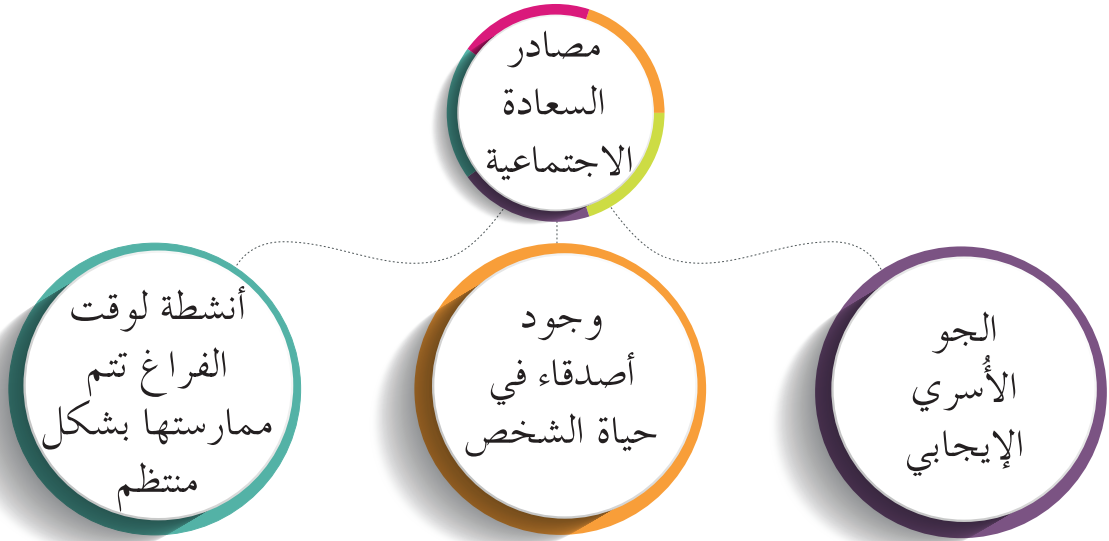 مصادر
السعادة
الاجتماعية
الجو
الأُسري
الإيجابي
وجود
أصدقاء في
حياة الشخص
أنشطة لوقت
الفراغ تتم
ممارستها بشكل
منتظم